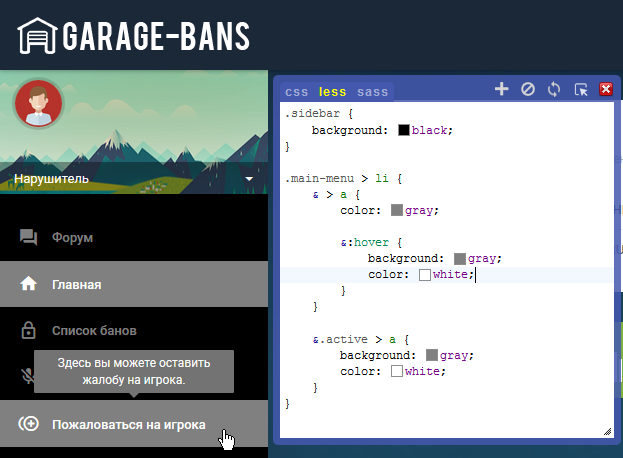 GARAGE-BANS
Нарушитель
Форум
Главная
Список банов
Здесь вы можете оставить
жалобу на игрока.
Пожаловаться на игрока
css less sass
.sidebar {
background: black;
}
.main-menu > li {
& > a {
color: gray;
&:hover {
background: gray;
color: white;
}
}
&.active > a {
background: gray;
color: white;
}
}